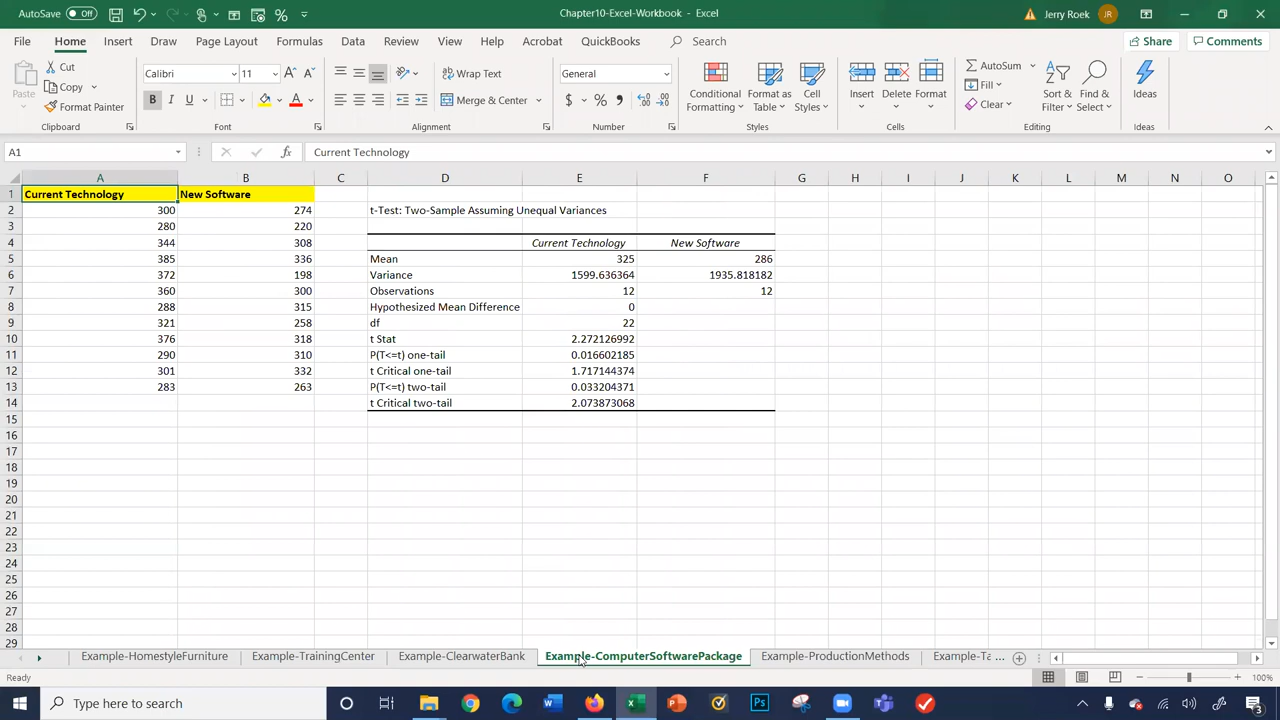 AutoSave Off Chapter10-Excel-Workbook - Excel Jerry Roek JR
File Home Insert Draw Page Layout Formulas Data Review View Help Acrobat QuickBooks Search Share Comments
Paste Cut Copy Format Painter
Calibri 11 Wrap Text Merge & Center General
B I U A $ % 9
Conditional Formatting Format as Table Cell Styles Insert Delete Format
AutoSum Fill Clear Sort & Filter Find & Select Ideas
Clipboard Font Alignment Number Styles Cells Editing Ideas
A1 fx Current Technology
A B C D E F G H I J K L M N O
1 Current Technology New Software
2 300 274 t-Test: Two-Sample Assuming Unequal Variances
3 280 220
4 344 308 Current Technology New Software
5 385 336 Mean 325 286
6 372 198 Variance 1599.636364 1935.818182
7 360 300 Observations 12 12
8 288 315 Hypothesized Mean Difference 0
9 321 258 df 22
10 376 318 t Stat 2.272126992
11 290 310 P(T<=t) one-tail 0.016602185
12 301 332 t Critical one-tail 1.717144374
13 283 263 P(T<=t) two-tail 0.033204371
14 t Critical two-tail 2.073873068
15
16
17
18
19
20
21
22
23
24
25
26
27
28
29
Example-HomestyleFurniture Example-TrainingCenter Example-ClearwaterBank Example-ComputerSoftwarePackage Example-ProductionMethods Example-Ta ...
100%
Type here to search